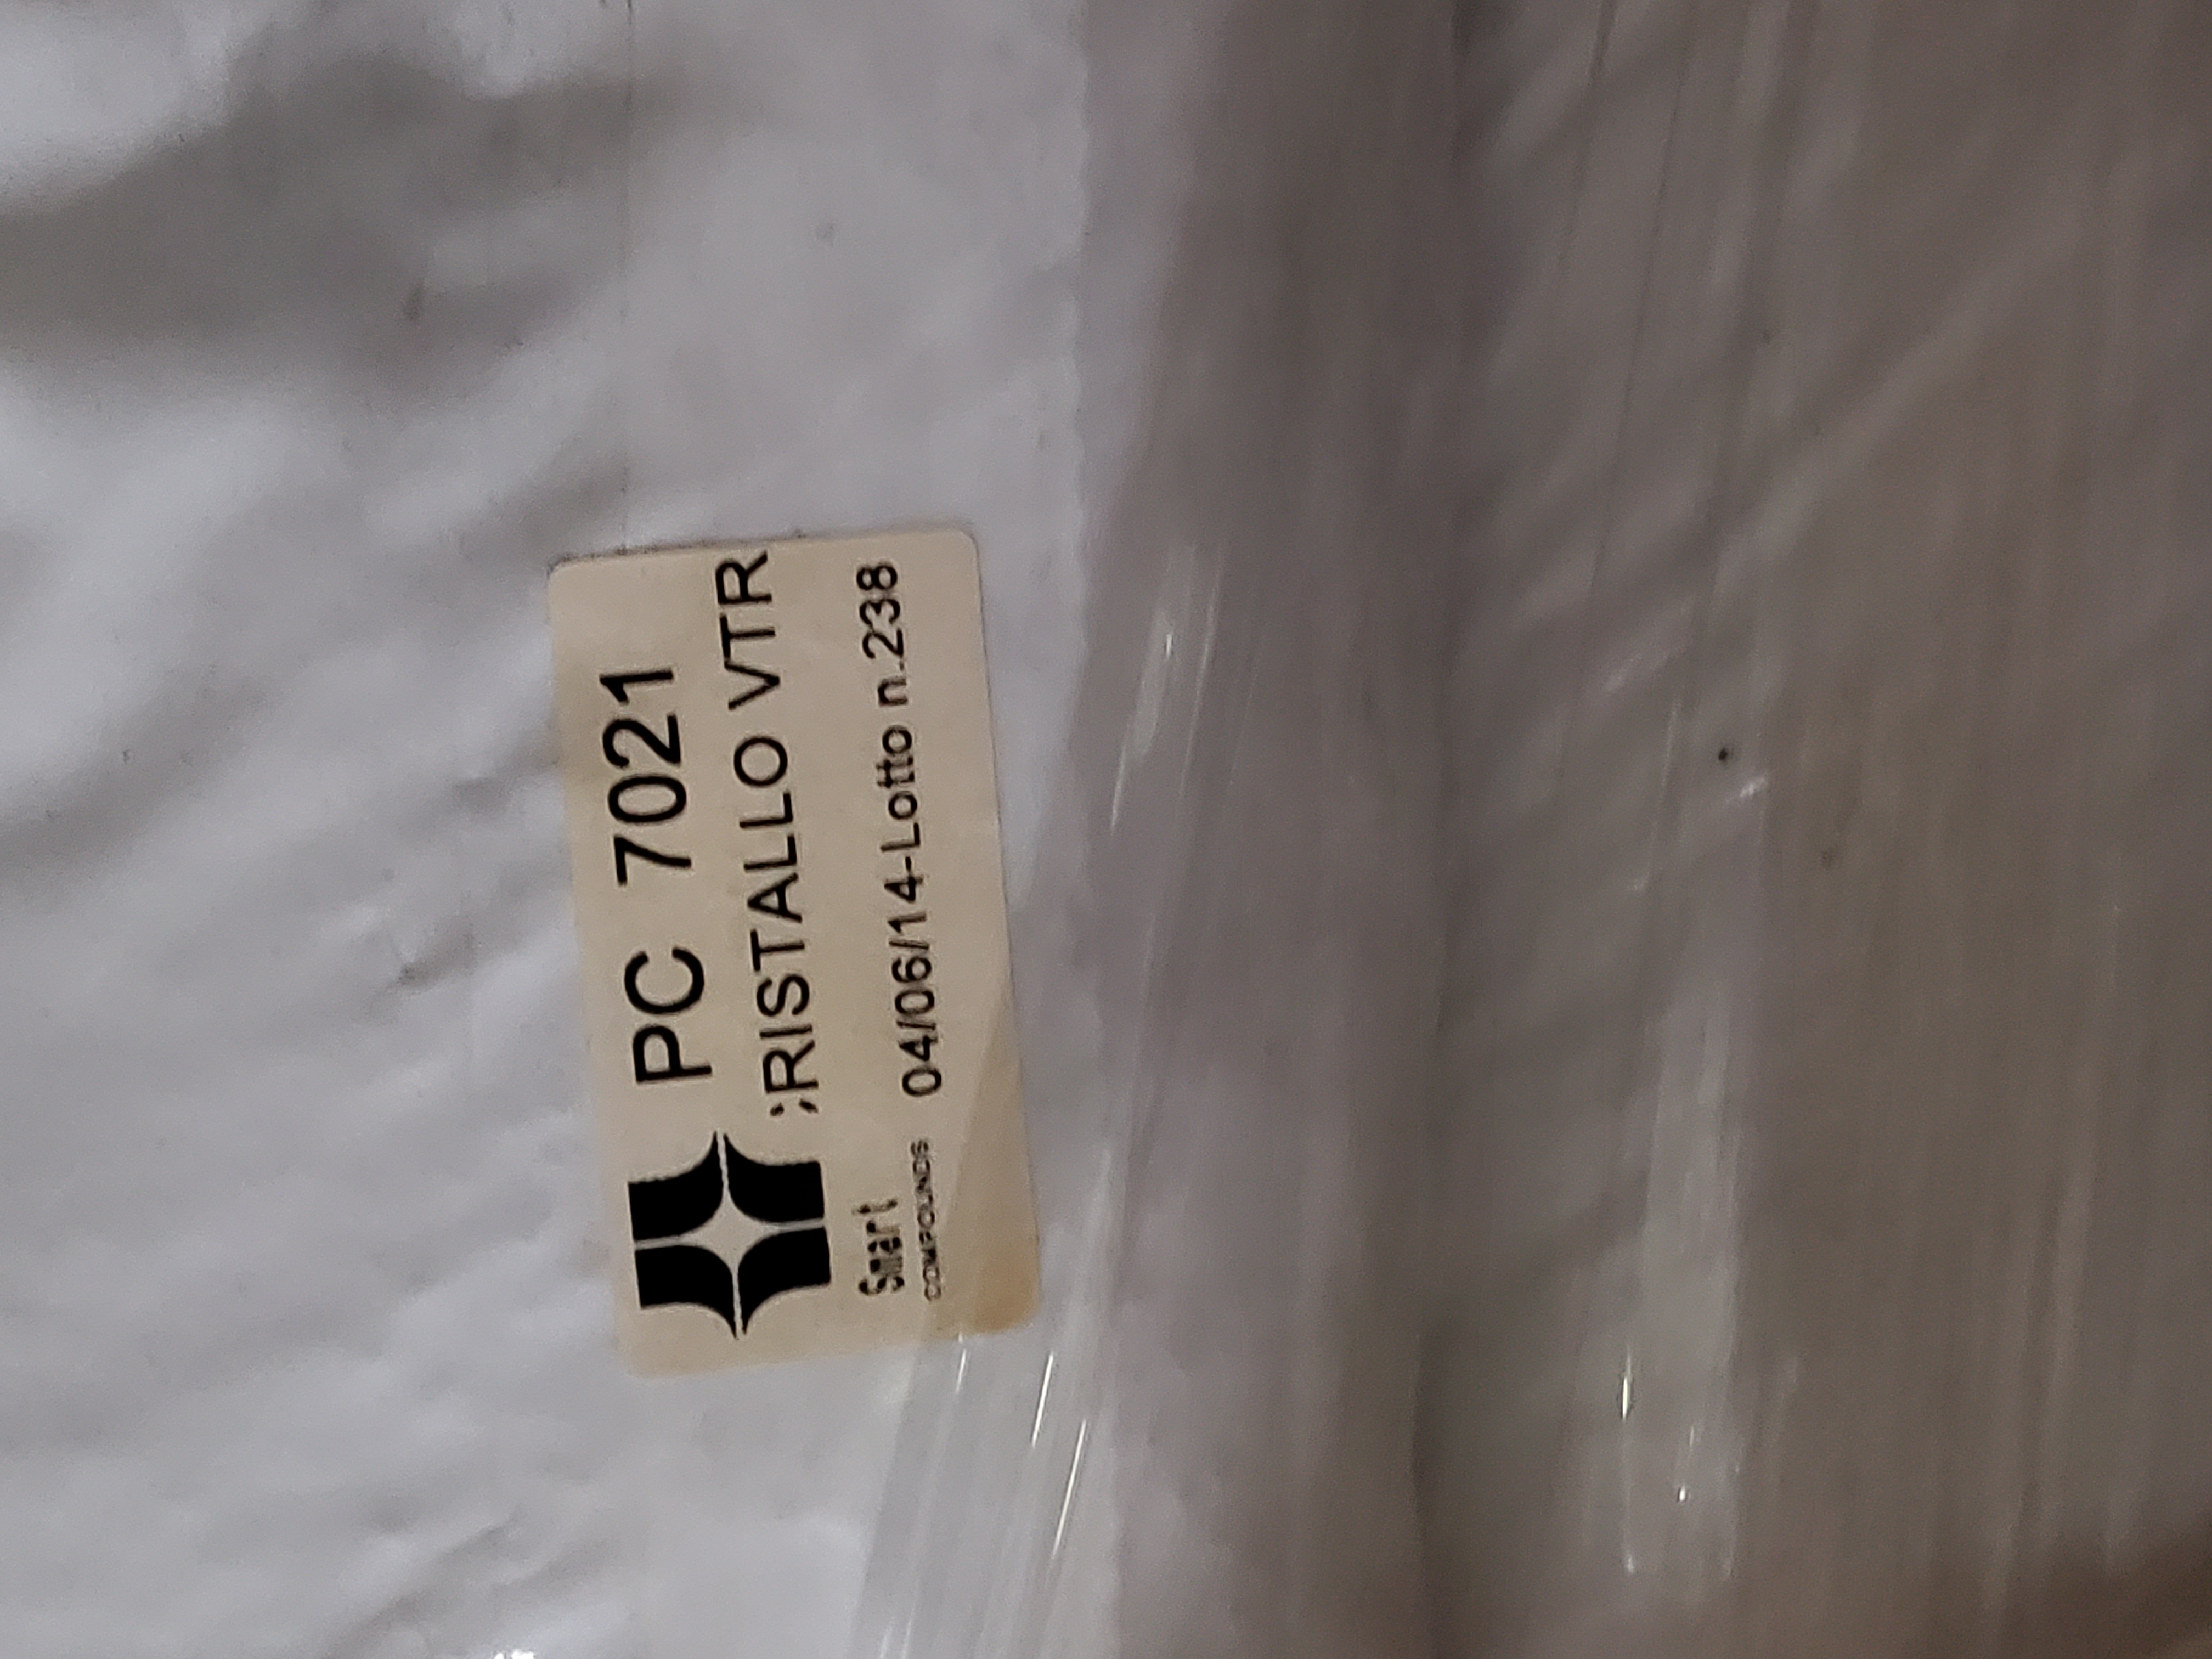 PC 7021
;RISTALLO VTR
04/06/14-Lotto n.238
Smart
COMPOUNDS